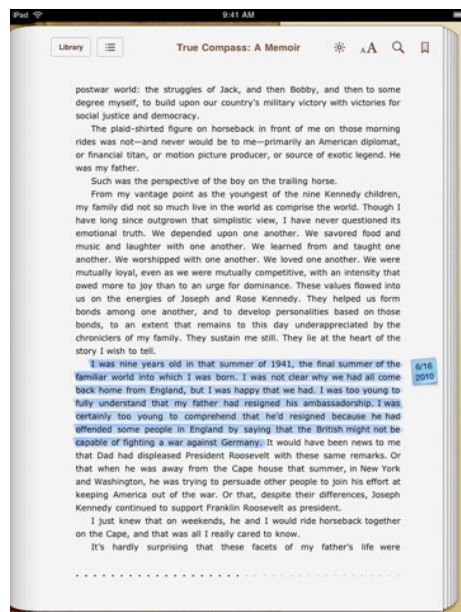 iPad 9:41 AM
Library True Compass: A Memoir AA
postwar world: the struggles of Jack, and then Bobby, and then to some
degree myself, to build upon our country's military victory with victories for
social justice and democracy.
The plaid-shirted figure on horseback in front of me on those morning
rides was not—and never would be to me—primarily an American diplomat,
or financial titan, or motion picture producer, or source of exotic legend. He
was my father.
Such was the perspective of the boy on the trailing horse.
From my vantage point as the youngest of the nine Kennedy children,
my family did not so much live in the world as comprise the world. Though I
have long since outgrown that simplistic view, I have never questioned its
emotional truth. We depended upon one another. We savored food and
music and laughter with one another. We learned from and taught one
another. We worshipped with one another. We loved one another. We were
mutually loyal, even as we were mutually competitive, with an intensity that
owed more to joy than to an urge for dominance. These values flowed into
us on the energies of Joseph and Rose Kennedy. They helped us form
bonds among one another, and to develop personalities based on those
bonds, to an extent that remains to this day underappreciated by the
chroniclers of my family. They sustain me still. They lie at the heart of the
story I wish to tell.
I was nine years old in that summer of 1941, the final summer of the
familiar world into which I was born. I was not clear why we had all come
back home from England, but I was happy that we had. I was too young to
fully understand that my father had resigned his ambassadorship. I was
certainly too young to comprehend that he'd resigned because he had
offended some people in England by saying that the British might not be
capable of fighting a war against Germany. It would have been news to me
that Dad had displeased President Roosevelt with these same remarks. Or
that when he was away from the Cape house that summer, in New York
and Washington, he was trying to persuade other people to join his effort at
keeping America out of the war. Or that, despite their differences, Joseph
Kennedy continued to support Franklin Roosevelt as president.
I just knew that on weekends, he and I would ride horseback together
on the Cape, and that was all I really cared to know.
It's hardly surprising that these facets of my father's life were
6/16
2010